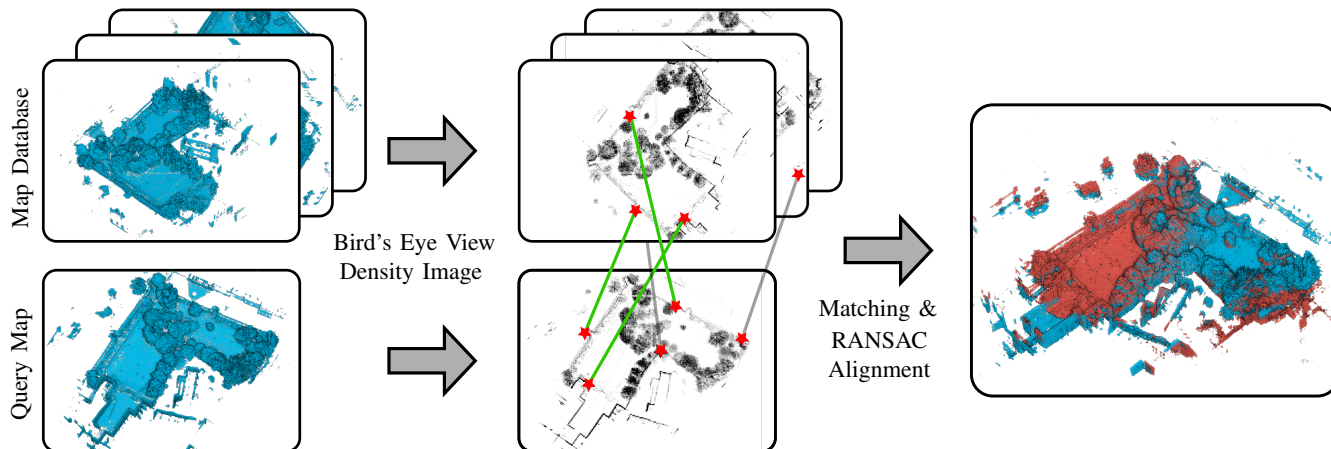 Map Database
Query Map
Bird's Eye View
Density Image
Matching &
RANSAC
Alignment